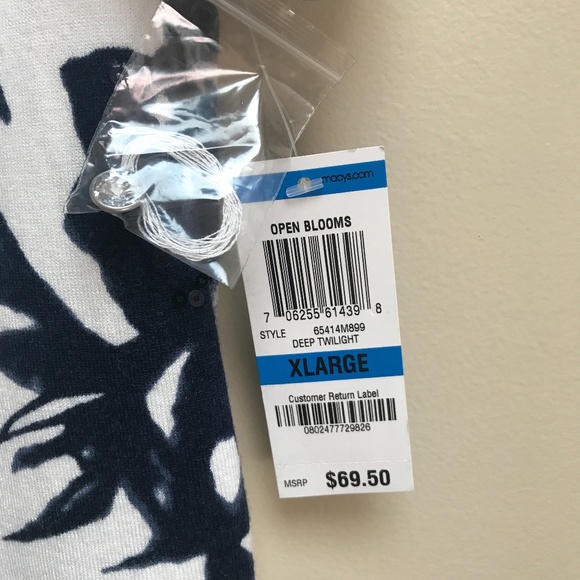 macys.com
OPEN BLOOMS
7 06255 61439 8
STYLE 65414M899
DEEP TWILIGHT
XLARGE
Customer Return Label
0802477729826
MSRP $69.50